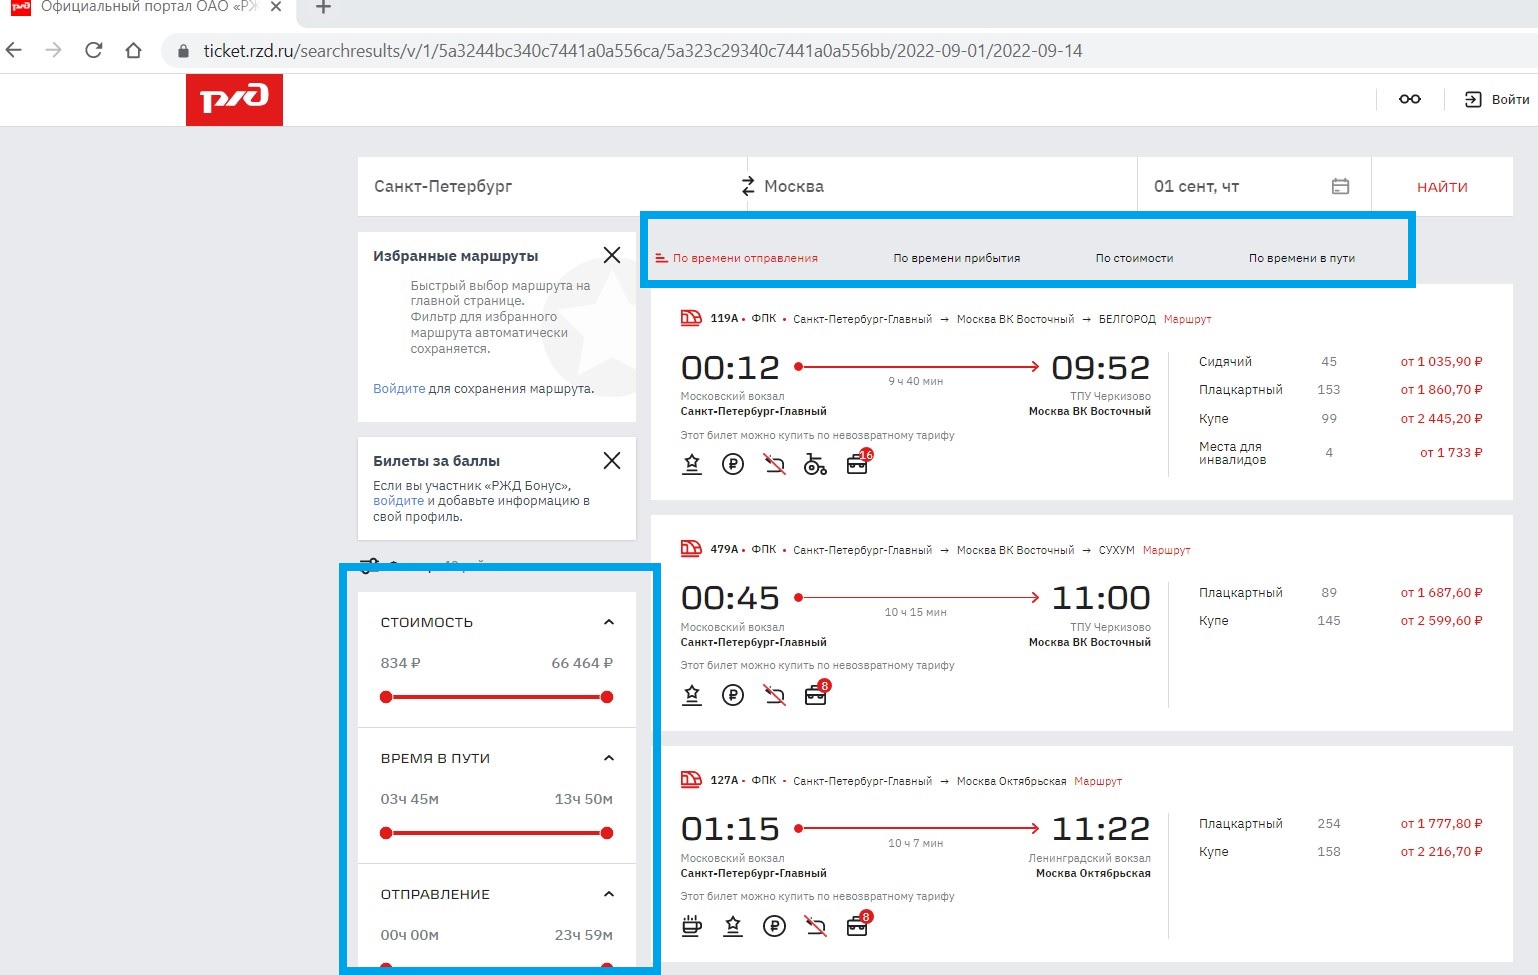 Официальный портал ОАО «РЖ
ticket.rzd.ru/searchresults/v/1/5a3244bc340c7441a0a556ca/5a323c29340c7441a0a556bb/2022-09-01/2022-09-14
ржд
Войти
Санкт-Петербург
Москва
01 сент, чт
НАЙТИ
Избранные маршруты
Быстрый выбор маршрута на
главной странице.
Фильтр для избранного
маршрута автоматически
сохраняется.
Войдите для сохранения маршрута.
Билеты за баллы
Если вы участник «РЖД Бонус»,
войдите и добавьте информацию в
свой профиль.
СТОИМОСТЬ
834 ₽ 66 464 ₽
ВРЕМЯ В ПУТИ
03ч 45м 13ч 50м
ОТПРАВЛЕНИЕ
00ч 00м 23ч 59м
По времени отправления По времени прибытия По стоимости По времени в пути
119А • ФПК • Санкт-Петербург-Главный → Москва ВК Восточный → БЕЛГОРОД Маршрут
00:12 09:52
9 ч 40 мин
Московский вокзал ТПУ Черкизово
Санкт-Петербург-Главный Москва ВК Восточный
Этот билет можно купить по невозвратному тарифу
16
Сидячий 45 от 1 035,90 ₽
Плацкартный 153 от 1 860,70 ₽
Купе 99 от 2 445,20 ₽
Места для
инвалидов 4 от 1 733 ₽
479А • ФПК • Санкт-Петербург-Главный → Москва ВК Восточный → СУХУМ Маршрут
00:45 11:00
10 ч 15 мин
Московский вокзал ТПУ Черкизово
Санкт-Петербург-Главный Москва ВК Восточный
Этот билет можно купить по невозвратному тарифу
8
Плацкартный 89 от 1 687,60 ₽
Купе 145 от 2 599,60 ₽
127А • ФПК • Санкт-Петербург-Главный → Москва Октябрьская Маршрут
01:15 11:22
10 ч 7 мин
Московский вокзал Ленинградский вокзал
Санкт-Петербург-Главный Москва Октябрьская
Этот билет можно купить по невозвратному тарифу
8
Плацкартный 254 от 1 777,80 ₽
Купе 158 от 2 216,70 ₽